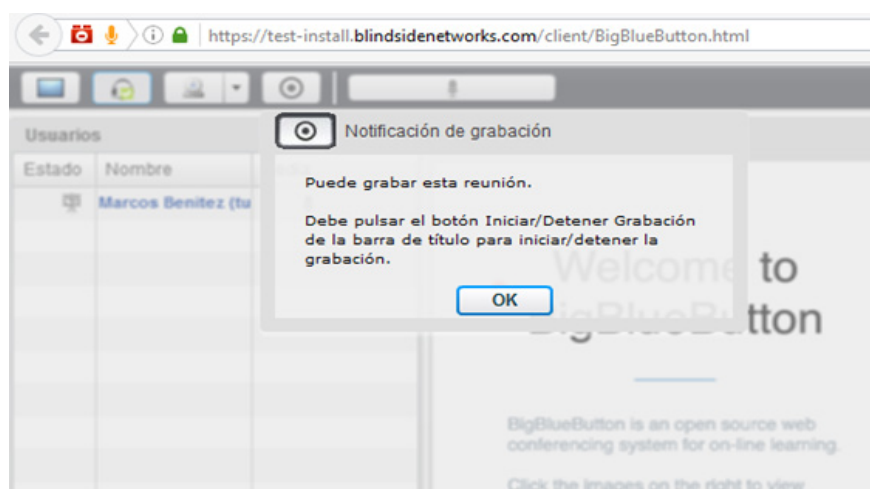 https://test-install.blindsidenetworks.com/client/BigBlueButton.html
Usuarios
Notificación de grabación
Estado Nombre
Marcos Benitez (tu
Puede grabar esta reunión.
Debe pulsar el botón Iniciar/Detener Grabación
de la barra de título para iniciar/detener la
grabación.
OK
Welcome to
BigBlueButton
BigBlueButton is an open source web
conferencing system for on-line learning.
Click the images on the right to view